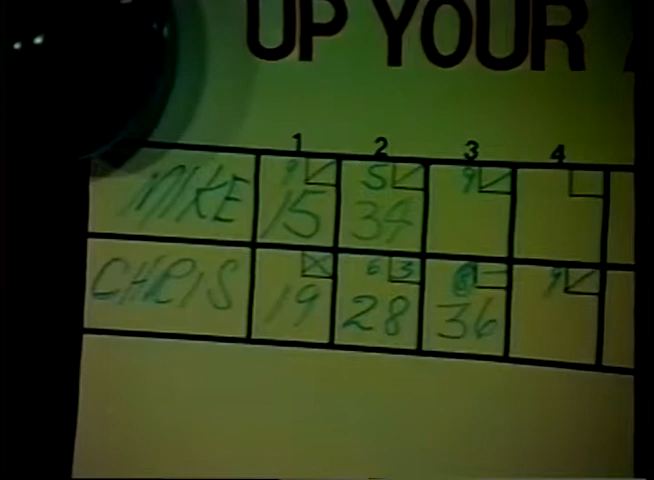 UP YOUR
1 2 3 4
MIKE 9 / 5 / 9 /
15 34
CHRIS X 6 3 8 - 9 /
19 28 36